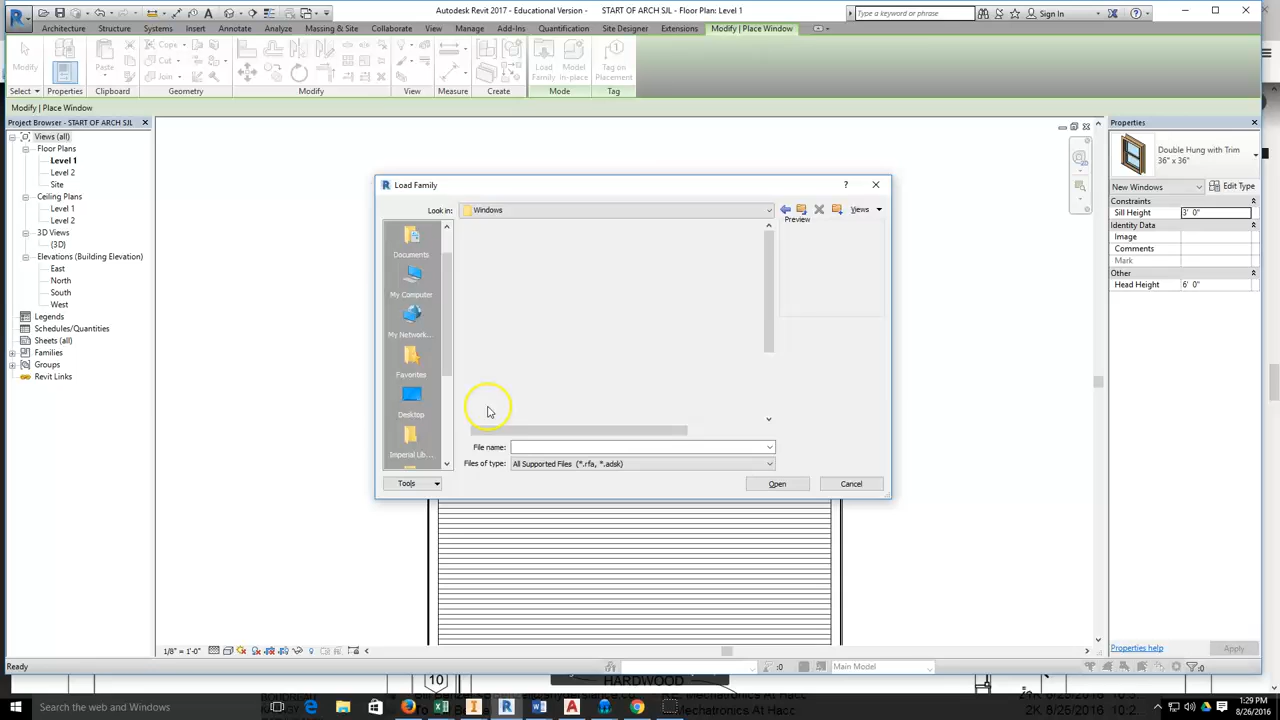 Autodesk Revit 2017 - Educational Version - START OF ARCH SJL - Floor Plan: Level 1
Type a keyword or phrase
Sign In
Architecture Structure Systems Insert Annotate Analyze Massing & Site Collaborate View Manage Add-Ins Quantification Site Designer Extensions Modify | Place Window
Modify
Paste
Cope
Cut
Join
Load Family
Model In-place
Tag on Placement
Select Properties Clipboard Geometry Modify View Measure Create Mode Tag
Modify | Place Window
Project Browser - START OF ARCH SJL
Views (all)
Floor Plans
Level 1
Level 2
Site
Ceiling Plans
Level 1
Level 2
3D Views
(3D)
Elevations (Building Elevation)
East
North
South
West
Legends
Schedules/Quantities
Sheets (all)
Families
Groups
Revit Links
Load Family
Look in: Windows
Views
Preview
Documents
My Computer
My Network...
Favorites
Desktop
Imperial Lib...
File name:
Files of type: All Supported Files (*.rfa, *.adsk)
Tools
Open
Cancel
Properties
Double Hung with Trim
36" x 36"
New Windows
Edit Type
Constraints
Sill Height 3' 0"
Identity Data
Image
Comments
Mark
Other
Head Height 6' 0"
Properties help
Apply
1/8" = 1'-0"
Ready
:0
Main Model
:0
10
HARDWOOD
Mechatronics At Hacc
Search the web and Windows
1:29 PM
8/26/2016